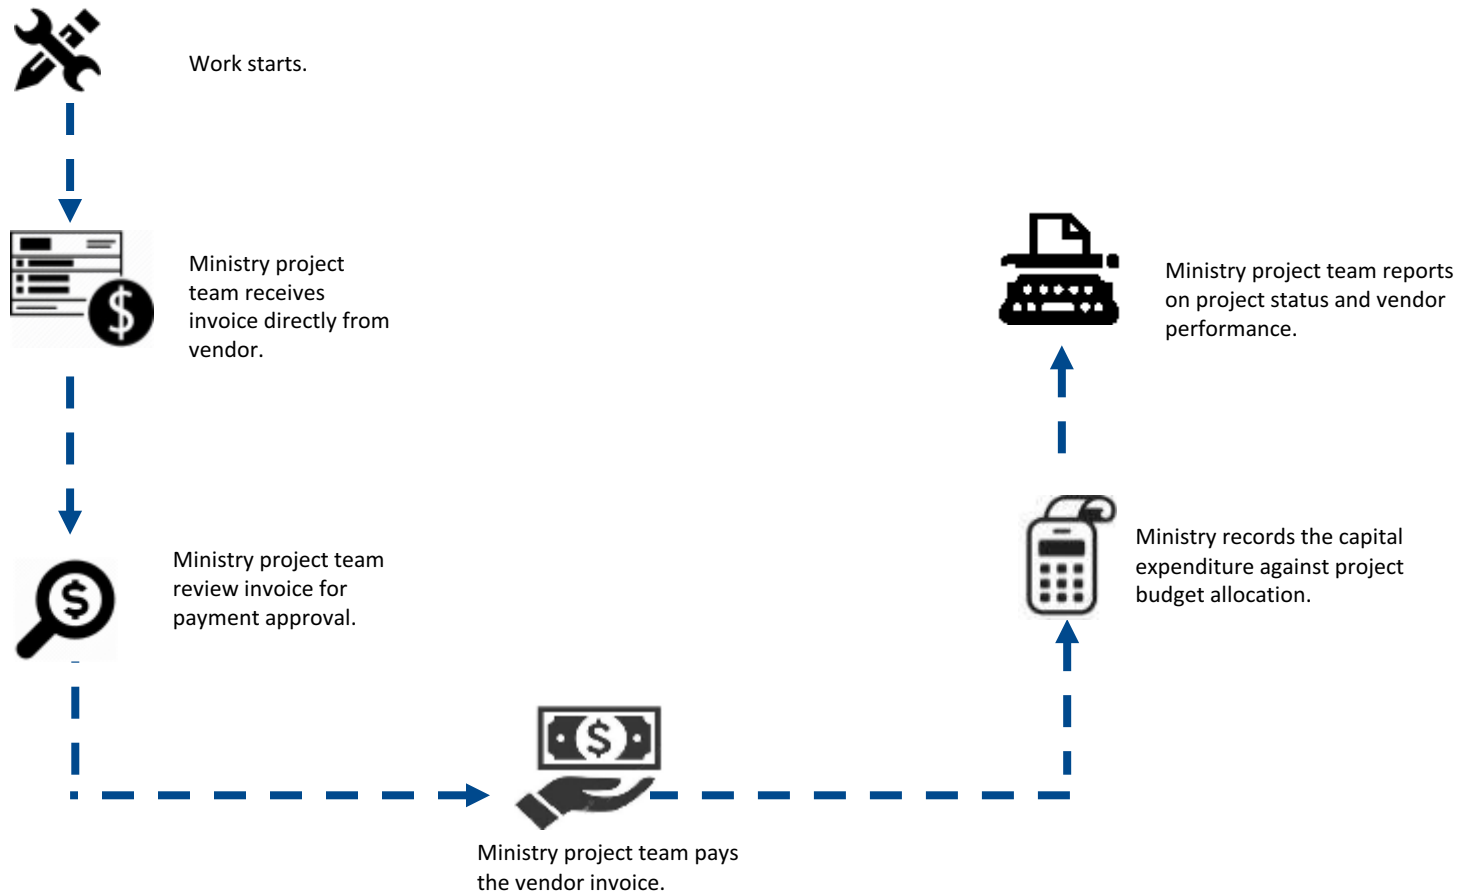 Work starts.
Ministry project
team receives
invoice directly from
vendor.
Ministry project team
review invoice for
payment approval.
Ministry project team pays
the vendor invoice.
Ministry records the capital
expenditure against project
budget allocation.
Ministry project team reports
on project status and vendor
performance.